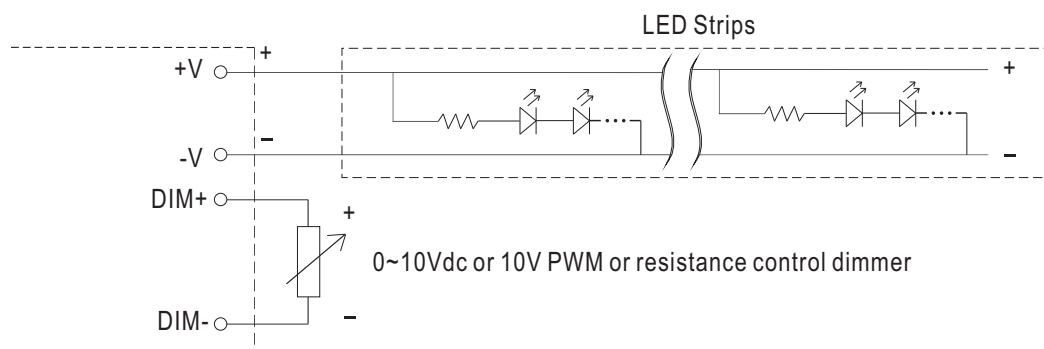 LED Strips
+
+V
+
−
-V
−
DIM+
+
0~10Vdc or 10V PWM or resistance control dimmer
DIM-
−